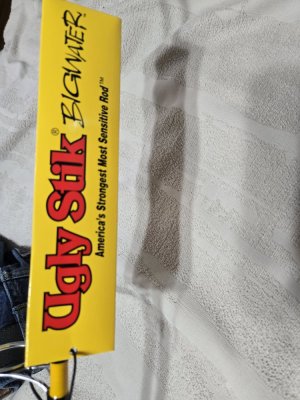 Ugly Stik® BIGWATER®
America's Strongest Most Sensitive Rod™